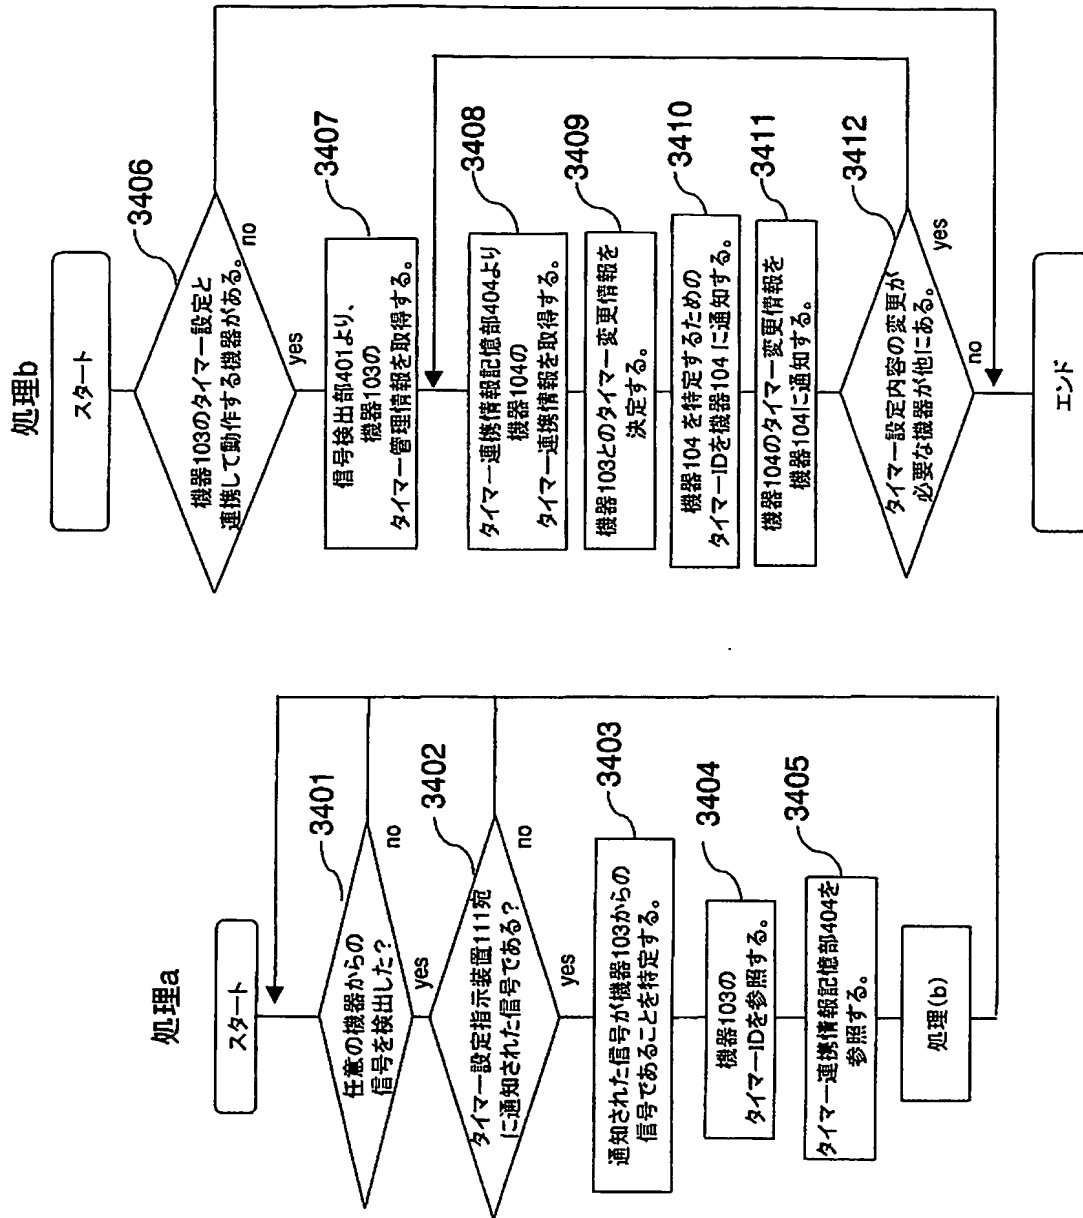 処理a
スタート
3401
任意の機器からの
信号を検出した?
no
yes
3402
タイマー設定指示装置111宛
に通知された信号である?
no
yes
3403
通知された信号が機器103からの
信号であることを特定する。
3404
機器103の
タイマーIDを参照する。
3405
タイマー連携情報記憶部404を
参照する。
処理(b)
処理b
スタート
3406
機器103のタイマー設定と
連携して動作する機器がある。
no
yes
3407
信号検出部401より、
機器103の
タイマー管理情報を取得する。
3408
タイマー連携情報記憶部404より
機器104の
タイマー連携情報を取得する。
3409
機器103とのタイマー変更情報を
決定する。
3410
機器104を特定するための
タイマーIDを機器104に通知する。
3411
機器104のタイマー変更情報を
機器104に通知する。
3412
タイマー設定内容の変更が
必要な機器が他にある。
yes
no
エンド